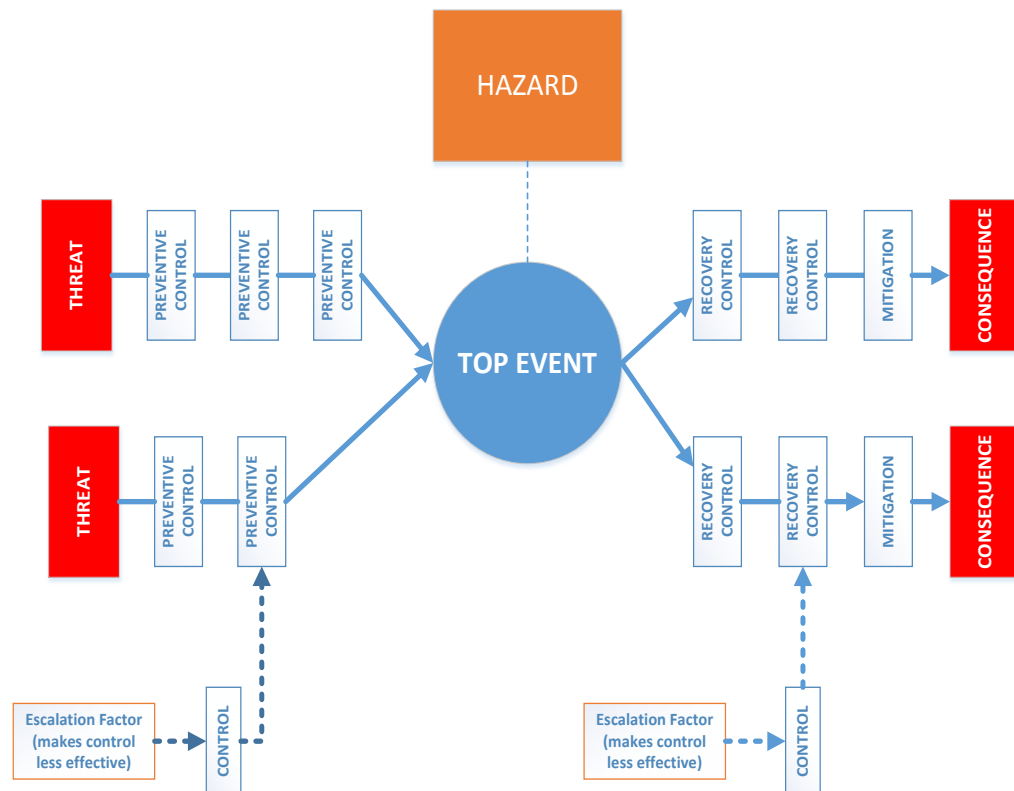 HAZARD
THREAT
PREVENTIVE
CONTROL
PREVENTIVE
CONTROL
PREVENTIVE
CONTROL
TOP EVENT
RECOVERY
CONTROL
RECOVERY
CONTROL
MITIGATION
CONSEQUENCE
THREAT
PREVENTIVE
CONTROL
PREVENTIVE
CONTROL
RECOVERY
CONTROL
RECOVERY
CONTROL
MITIGATION
CONSEQUENCE
Escalation Factor
(makes control
less effective)
CONTROL
Escalation Factor
(makes control
less effective)
CONTROL